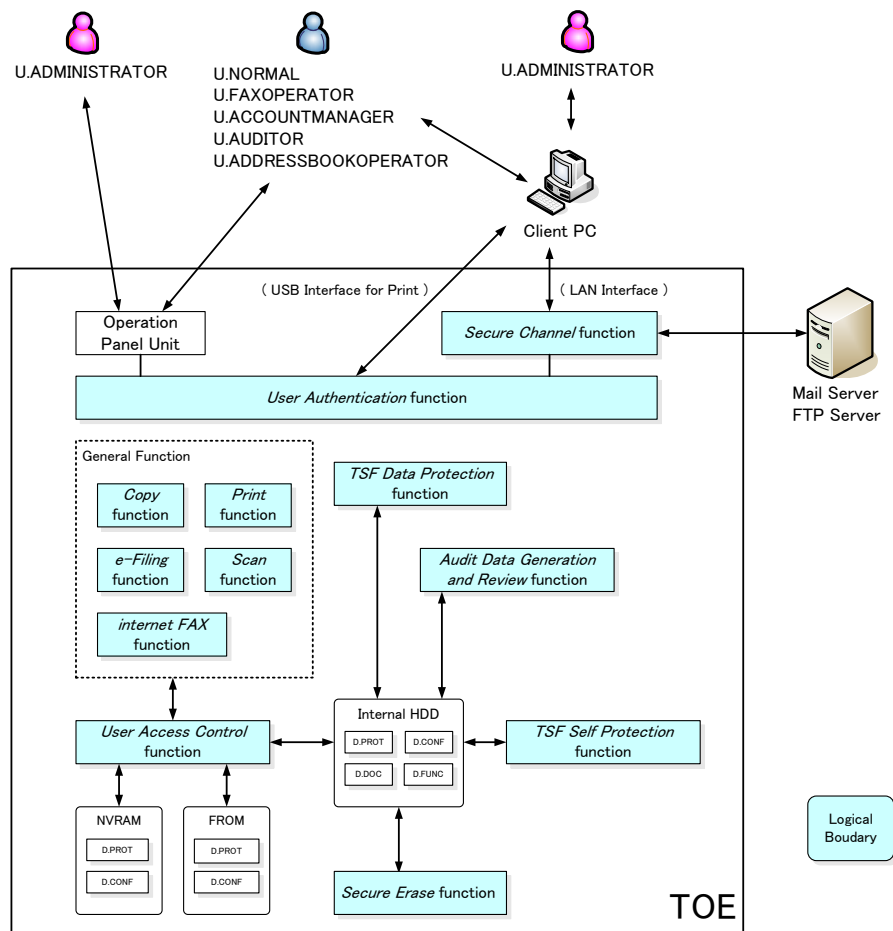 U.ADMINISTRATOR
U.NORMAL
U.FAXOPERATOR
U.ACCOUNTMANAGER
U.AUDITOR
U.ADDRESSBOOKOPERATOR
U.ADMINISTRATOR
Client PC
( USB Interface for Print )
( LAN Interface )
Operation
Panel Unit
Secure Channel function
Mail Server
FTP Server
User Authentication function
General Function
Copy
function
Print
function
e-Filing
function
Scan
function
internet FAX
function
TSF Data Protection
function
Audit Data Generation
and Review function
User Access Control
function
Internal HDD
D.PROT
D.CONF
D.DOC
D.FUNC
TSF Self Protection
function
NVRAM
D.PROT
D.CONF
FROM
D.PROT
D.CONF
Secure Erase function
Logical
Boudary
TOE